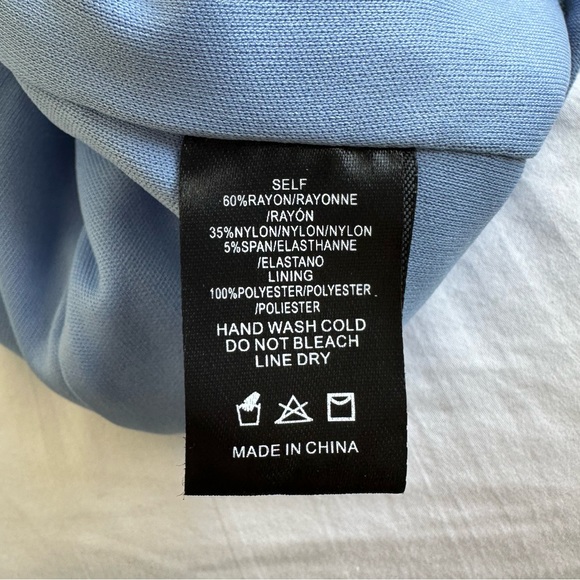 SELF
60%RAYON/RAYONNE
/RAYÓN
35%NYLON/NYLON/NYLON
5%SPAN/ELASTHANNE
/ELASTANO
LINING
100%POLYESTER/POLYESTER
/POLIESTER
HAND WASH COLD
DO NOT BLEACH
LINE DRY
MADE IN CHINA